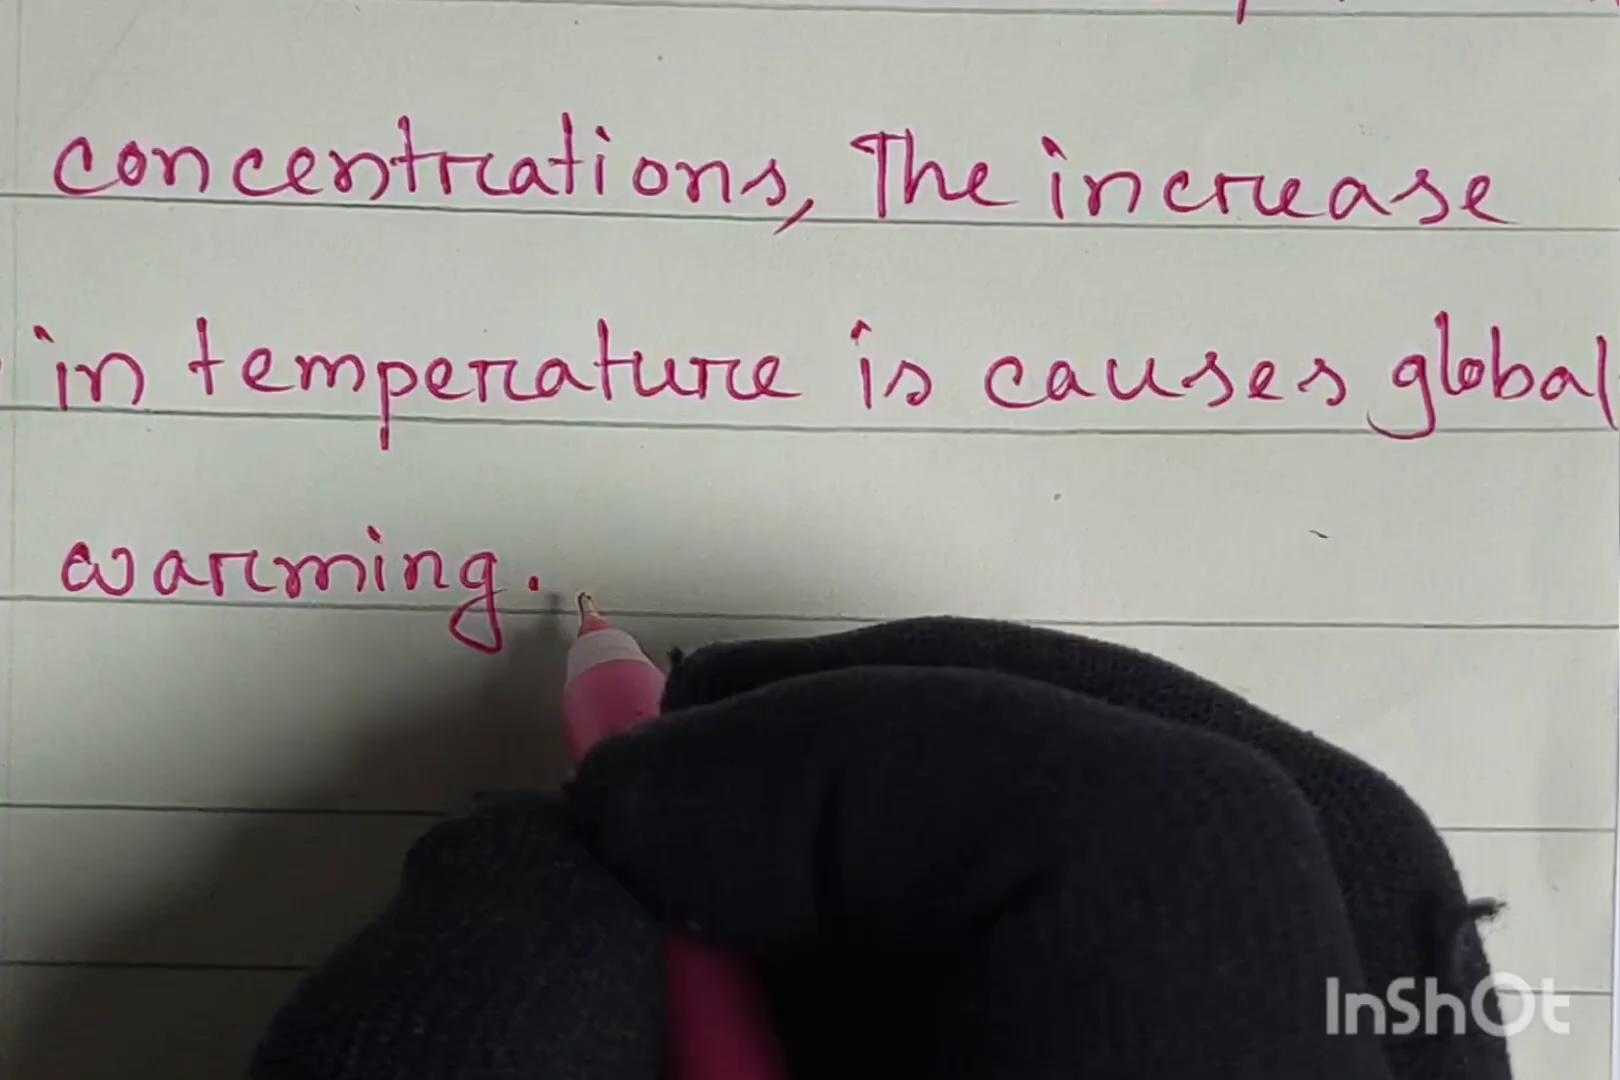 concentrations, The increase
in temperature is causes global
warming.
InShOt